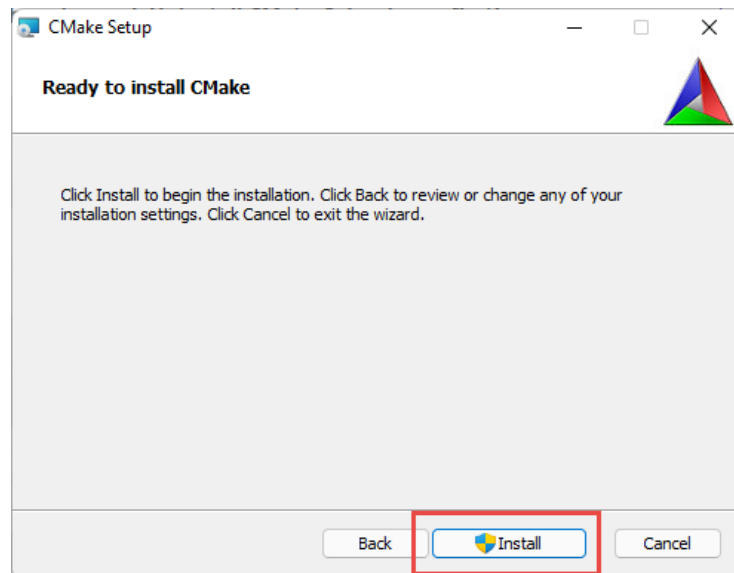 CMake Setup
Ready to install CMake
Click Install to begin the installation. Click Back to review or change any of your
installation settings. Click Cancel to exit the wizard.
Back
Install
Cancel